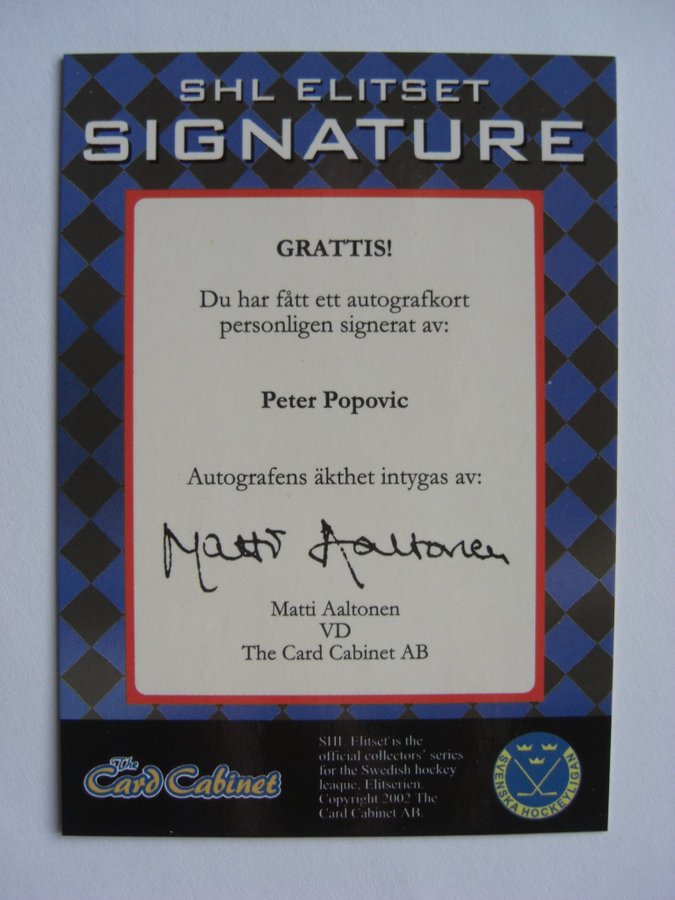 SHL ELITSET
SIGNATURE
GRATTIS!
Du har fått ett autografkort
personligen signerat av:
Peter Popovic
Autografens äkthet intygas av:
Matti Aaltonen
Matti Aaltonen
VD
The Card Cabinet AB
The
Card Cabinet
SHL Elitset is the
official collectors' series
for the Swedish hockey
league, Elitserien.
Copyright 2002 The
Card Cabinet AB.
SVENSKA HOCKEYLIGAN